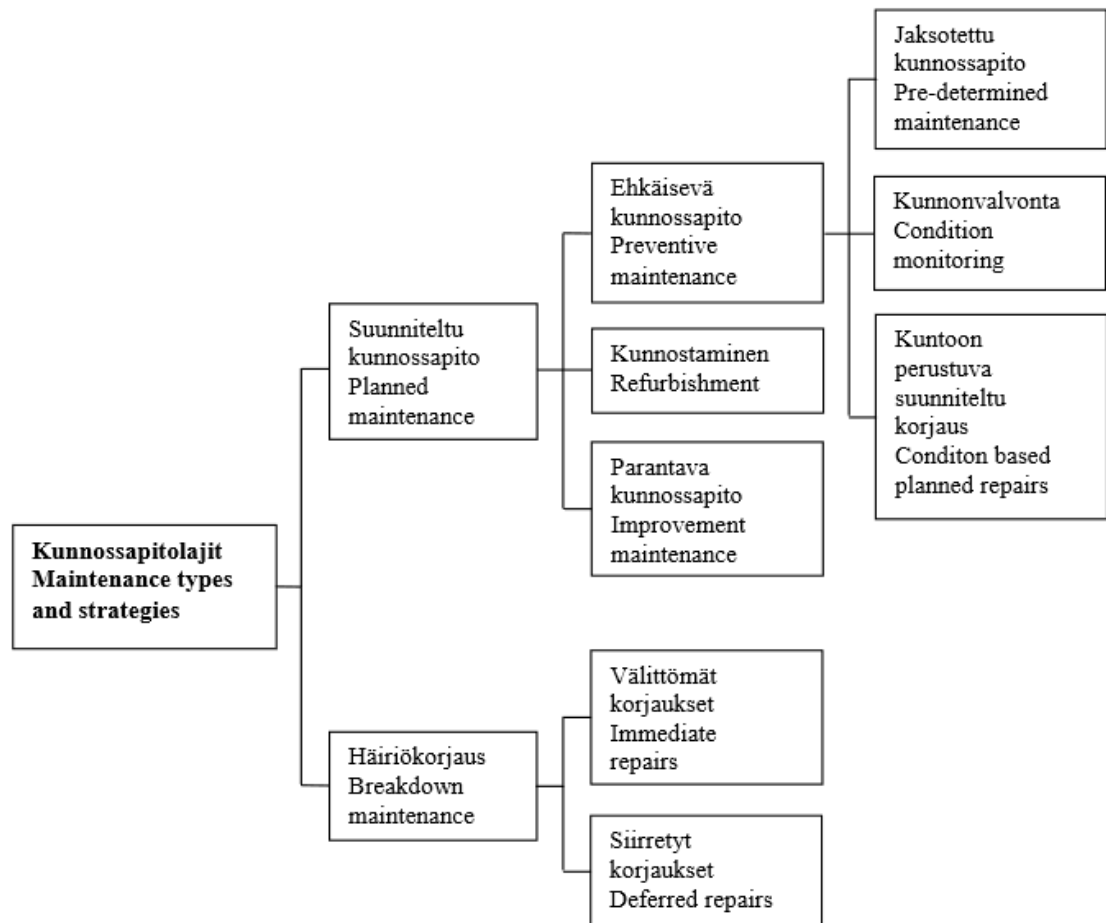 Kunnossapitolajit
Maintenance types
and strategies
Suunniteltu
kunnossapito
Planned
maintenance
Ehkäisevä
kunnossapito
Preventive
maintenance
Jaksotettu
kunnossapito
Pre-determined
maintenance
Kunnonvalvonta
Condition
monitoring
Kuntoon
perustuva
suunniteltu
korjaus
Conditon based
planned repairs
Kunnostaminen
Refurbishment
Parantava
kunnossapito
Improvement
maintenance
Häiriökorjaus
Breakdown
maintenance
Välittömät
korjaukset
Immediate
repairs
Siirretyt
korjaukset
Deferred repairs